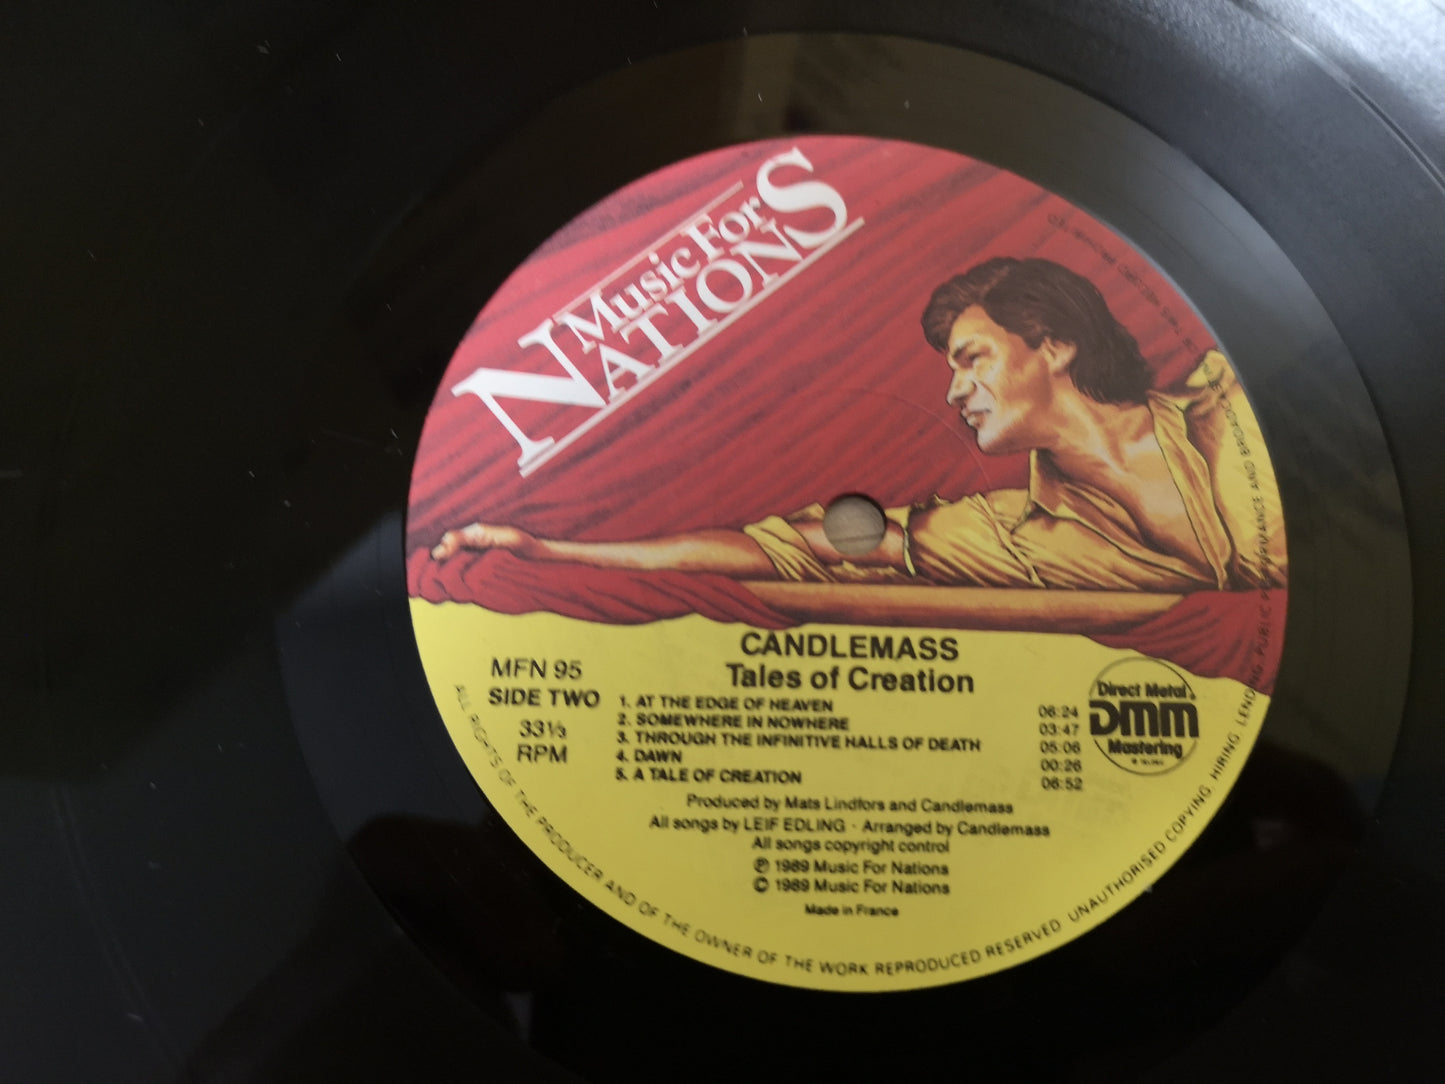 Music For
NATIONS
CANDLEMASS
Tales of Creation
MFN 95
SIDE TWO
33⅓
RPM
1. AT THE EDGE OF HEAVEN 06:24
2. SOMEWHERE IN NOWHERE 03:47
3. THROUGH THE INFINITIVE HALLS OF DEATH 05:06
4. DAWN 00:26
5. A TALE OF CREATION 06:52
Direct Metal
DMM
Mastering
Produced by Mats Lindfors and Candlemass
All songs by LEIF EDLING · Arranged by Candlemass
All songs copyright control
℗ 1989 Music For Nations
© 1989 Music For Nations
Made in France
ALL RIGHTS OF THE PRODUCER AND OF THE OWNER OF THE WORK REPRODUCED RESERVED UNAUTHORISED COPYING HIRING LENDING PUBLIC PERFORMANCE AND